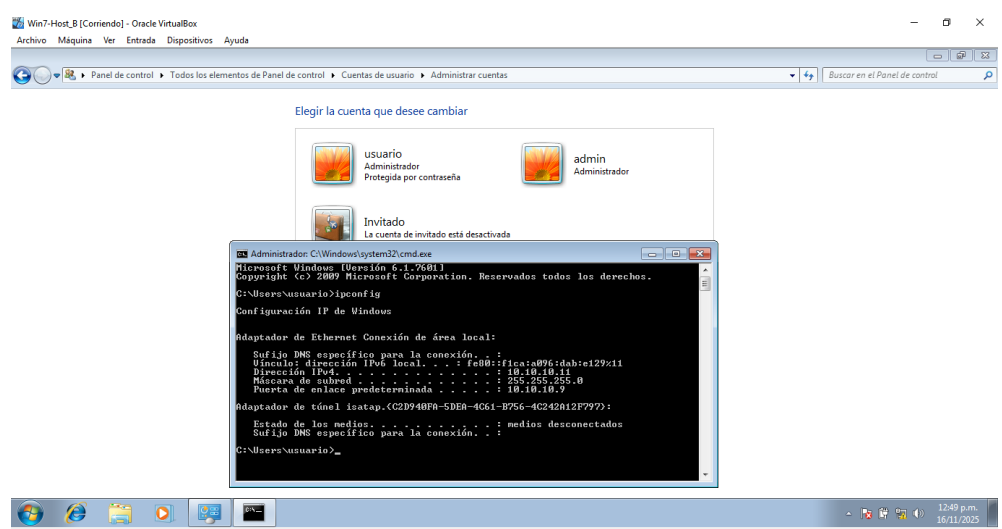 Win7-Host_B [Corriendo] - Oracle VirtualBox
Archivo Máquina Ver Entrada Dispositivos Ayuda
Panel de control ▸ Todos los elementos de Panel de control ▸ Cuentas de usuario ▸ Administrar cuentas
Buscar en el Panel de control
Elegir la cuenta que desee cambiar
usuario
Administrador
Protegida por contraseña
admin
Administrador
Invitado
La cuenta de invitado está desactivada
Administrador: C:\Windows\system32\cmd.exe
Microsoft Windows [Versión 6.1.7601]
Copyright (c) 2009 Microsoft Corporation. Reservados todos los derechos.
C:\Users\usuario>ipconfig
Configuración IP de Windows
Adaptador de Ethernet Conexión de área local:
Sufijo DNS específico para la conexión. . :
Vínculo: dirección IPv6 local. . . : fe80::f1ca:a096:dab:e129%11
Dirección IPv4. . . . . . . . . . . . . . : 10.10.10.11
Máscara de subred . . . . . . . . . . . . : 255.255.255.0
Puerta de enlace predeterminada . . . . . : 10.10.10.9
Adaptador de túnel isatap.{C2D940FA-5DEA-4C61-B756-4C242A12F797}:
Estado de los medios. . . . . . . . . . . : medios desconectados
Sufijo DNS específico para la conexión. . :
C:\Users\usuario>_
12:49 p.m.
16/11/2025